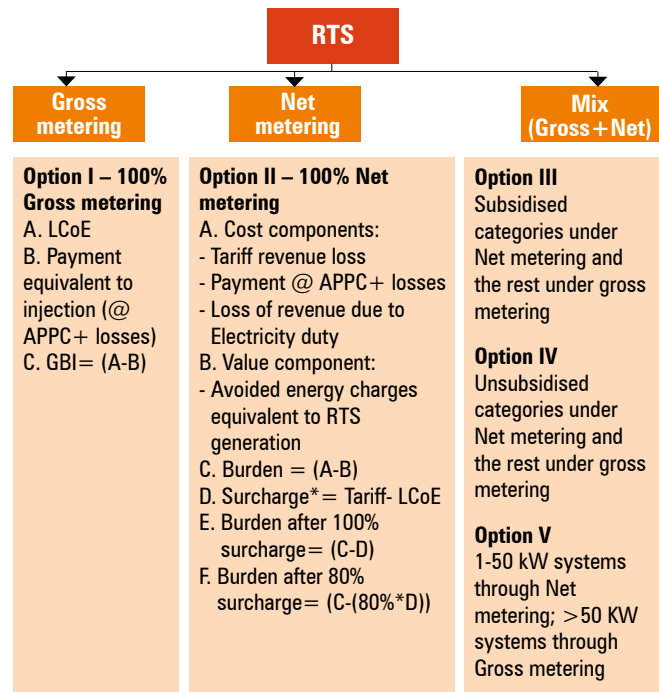 RTS
Gross
metering
Net
metering
Mix
(Gross+Net)
Option I – 100%
Gross metering
A. LCoE
B. Payment
equivalent to
injection (@
APPC+ losses)
C. GBI= (A-B)
Option II – 100% Net
metering
A. Cost components:
- Tariff revenue loss
- Payment @ APPC+ losses
- Loss of revenue due to
Electricity duty
B. Value component:
- Avoided energy charges
equivalent to RTS
generation
C. Burden = (A-B)
D. Surcharge*= Tariff- LCoE
E. Burden after 100%
surcharge= (C-D)
F. Burden after 80%
surcharge= (C-(80%*D))
Option III
Subsidised
categories under
Net metering and
the rest under gross
metering
Option IV
Unsubsidised
categories under
Net metering and
the rest under gross
metering
Option V
1-50 kW systems
through Net
metering; >50 KW
systems through
Gross metering